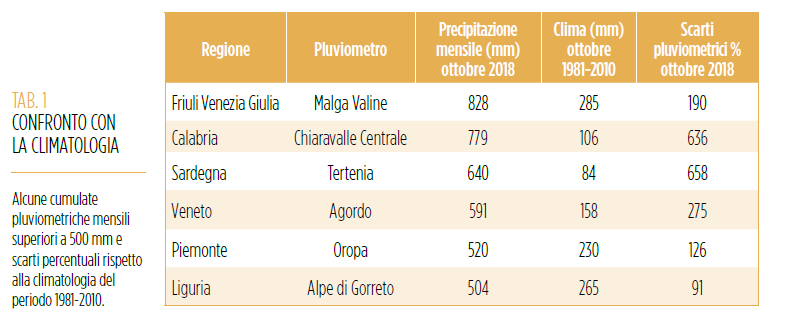 TAB. 1
CONFRONTO CON
LA CLIMATOLOGIA
Alcune cumulate
pluviometriche mensili
superiori a 500 mm e
scarti percentuali rispetto
alla climatologia del
periodo 1981-2010.
Regione Pluviometro Precipitazione mensile (mm) ottobre 2018 Clima (mm) ottobre 1981-2010 Scarti pluviometrici % ottobre 2018
Friuli Venezia Giulia Malga Valine 828 285 190
Calabria Chiaravalle Centrale 779 106 636
Sardegna Tertenia 640 84 658
Veneto Agordo 591 158 275
Piemonte Oropa 520 230 126
Liguria Alpe di Gorreto 504 265 91